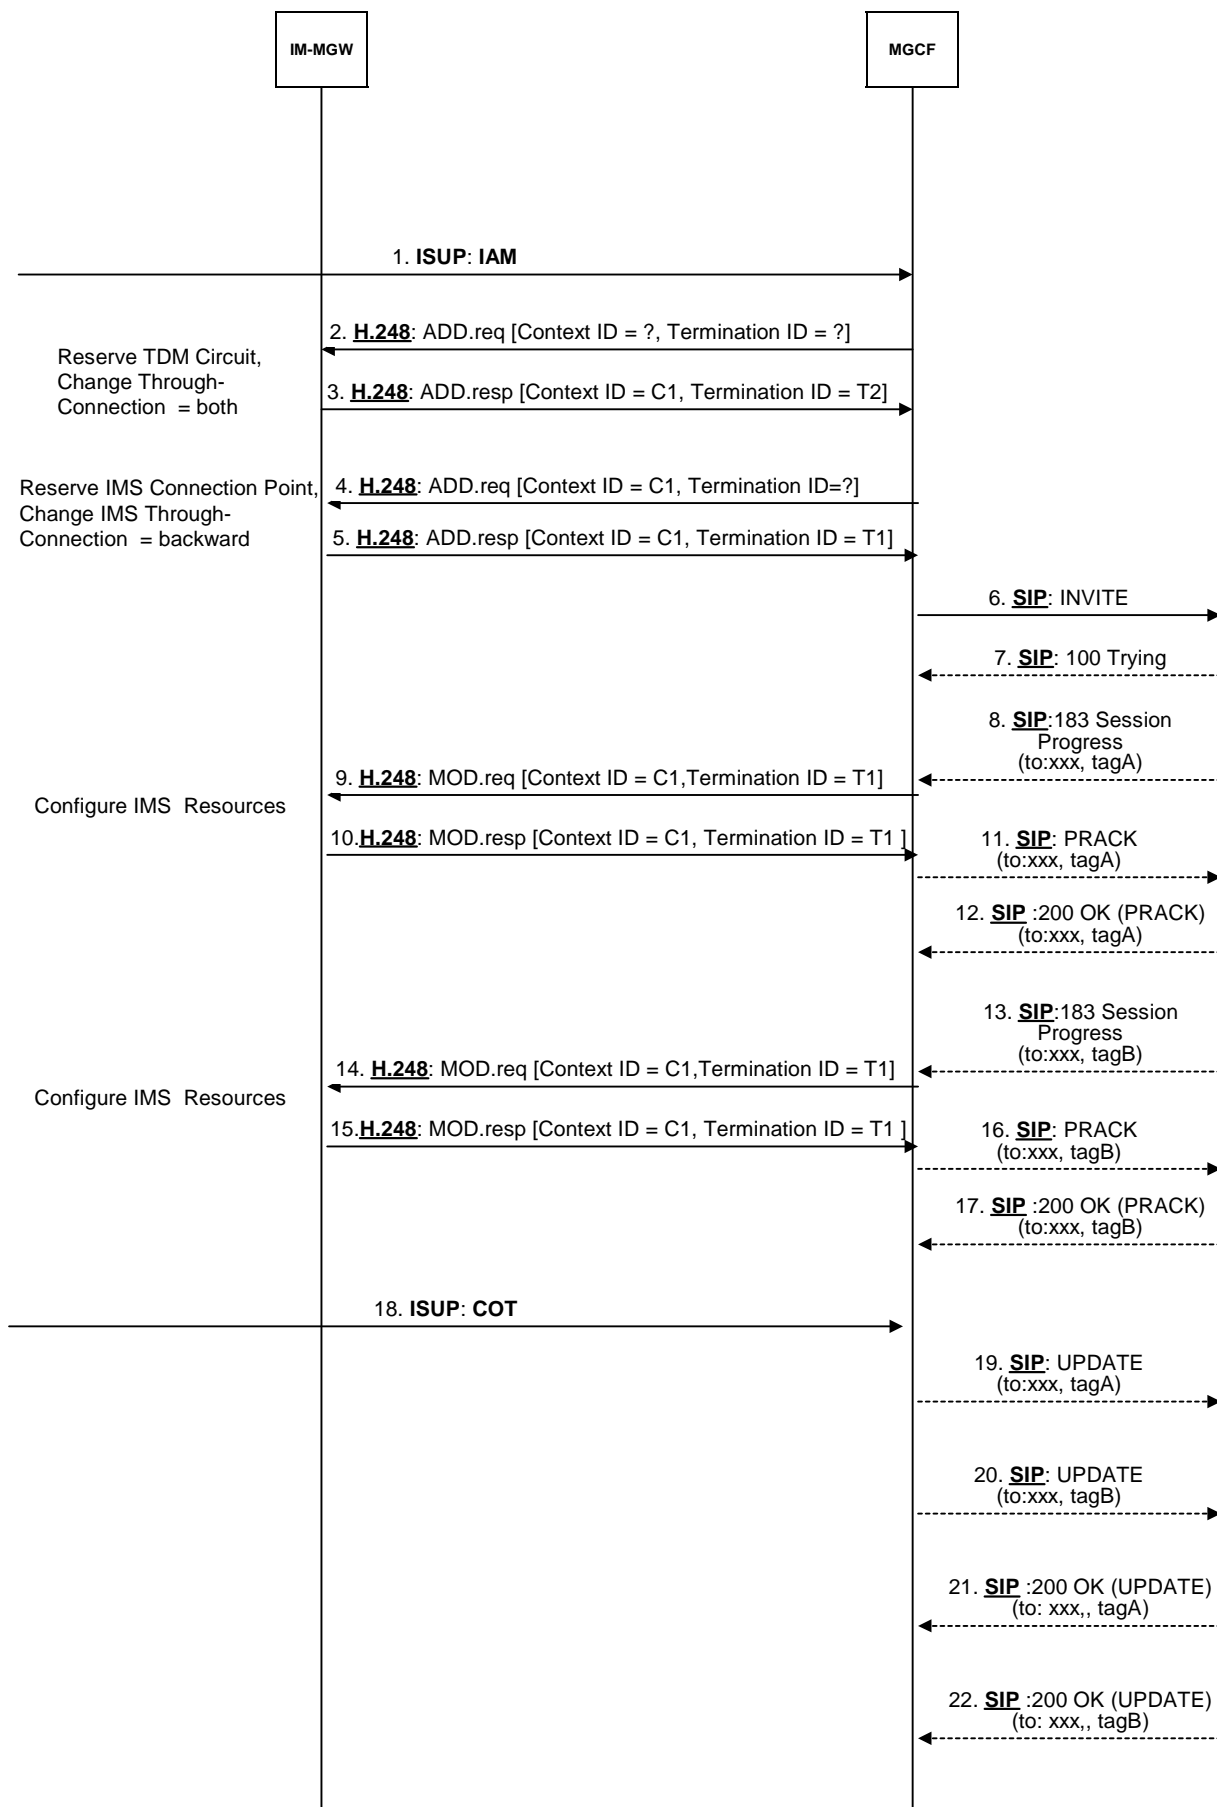 IM-MGW
MGCF
1. ISUP: IAM
2. H.248: ADD.req [Context ID = ?, Termination ID = ?]
Reserve TDM Circuit,
Change Through-
Connection = both
3. H.248: ADD.resp [Context ID = C1, Termination ID = T2]
Reserve IMS Connection Point,
Change IMS Through-
Connection = backward
4. H.248: ADD.req [Context ID = C1, Termination ID=?]
5. H.248: ADD.resp [Context ID = C1, Termination ID = T1]
6. SIP: INVITE
7. SIP: 100 Trying
8. SIP:183 Session
Progress
(to:xxx, tagA)
9. H.248: MOD.req [Context ID = C1,Termination ID = T1]
Configure IMS Resources
10.H.248: MOD.resp [Context ID = C1, Termination ID = T1 ]
11. SIP: PRACK
(to:xxx, tagA)
12. SIP :200 OK (PRACK)
(to:xxx, tagA)
13. SIP:183 Session
Progress
(to:xxx, tagB)
14. H.248: MOD.req [Context ID = C1,Termination ID = T1]
Configure IMS Resources
15.H.248: MOD.resp [Context ID = C1, Termination ID = T1 ]
16. SIP: PRACK
(to:xxx, tagB)
17. SIP :200 OK (PRACK)
(to:xxx, tagB)
18. ISUP: COT
19. SIP: UPDATE
(to:xxx, tagA)
20. SIP: UPDATE
(to:xxx, tagB)
21. SIP :200 OK (UPDATE)
(to: xxx,, tagA)
22. SIP :200 OK (UPDATE)
(to: xxx,, tagB)